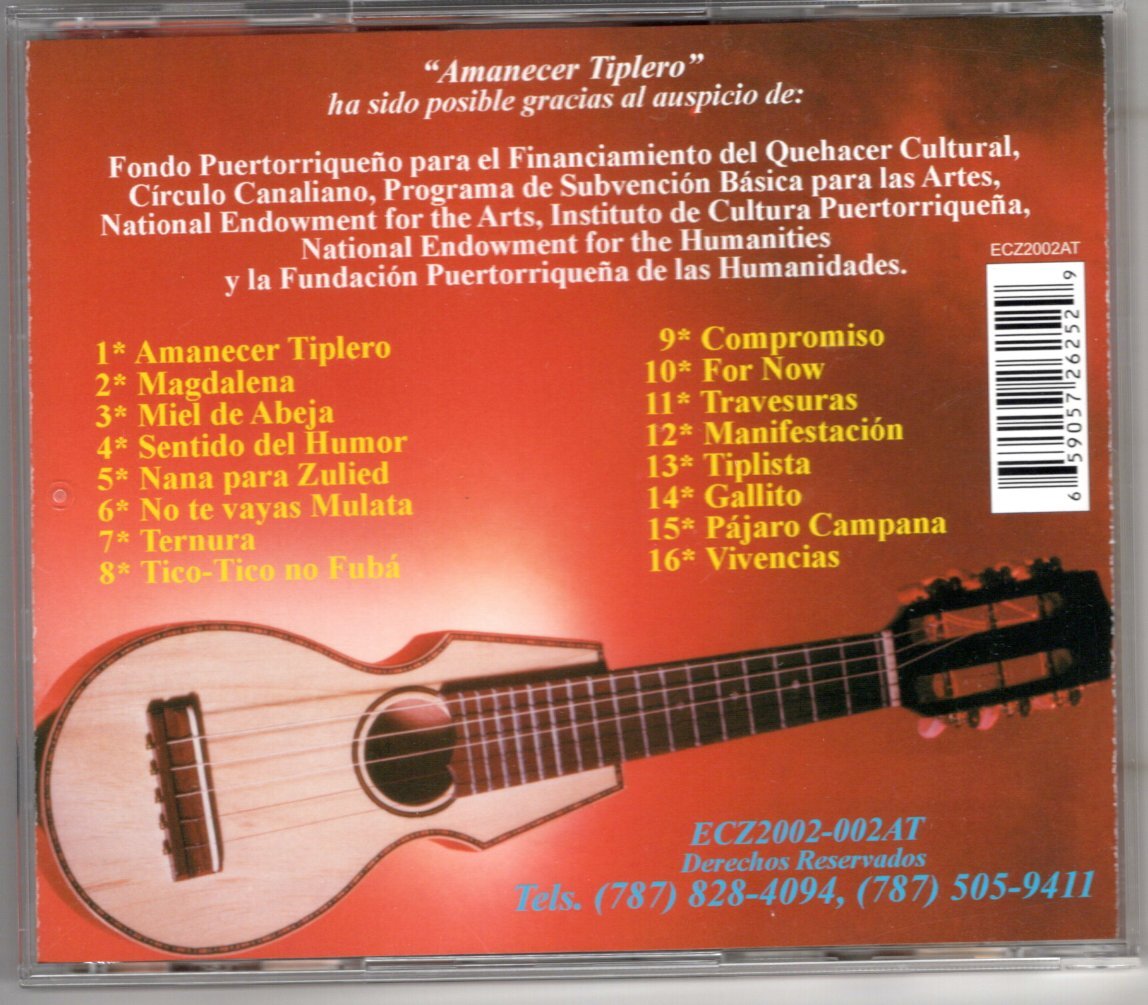 “Amanecer Tiplero”
ha sido posible gracias al auspicio de:
Fondo Puertorriqueño para el Financiamiento del Quehacer Cultural,
Círculo Canaliano, Programa de Subvención Básica para las Artes,
National Endowment for the Arts, Instituto de Cultura Puertorriqueña,
National Endowment for the Humanities
y la Fundación Puertorriqueña de las Humanidades.
ECZ2002AT
6 59057 26252 9
1* Amanecer Tiplero
2* Magdalena
3* Miel de Abeja
4* Sentido del Humor
5* Nana para Zulied
6* No te vayas Mulata
7* Ternura
8* Tico-Tico no Fubá
9* Compromiso
10* For Now
11* Travesuras
12* Manifestación
13* Tiplista
14* Gallito
15* Pájaro Campana
16* Vivencias
ECZ2002-002AT
Derechos Reservados
Tels. (787) 828-4094, (787) 505-9411